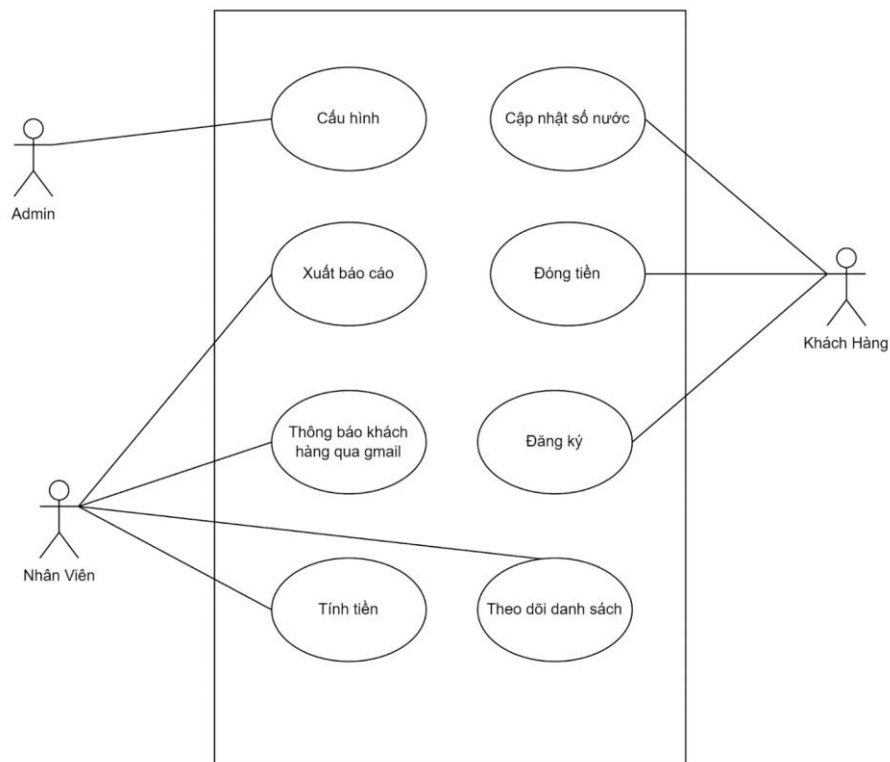 Cấu hình
Cập nhật số nước
Admin
Xuất báo cáo
Đóng tiền
Khách Hàng
Thông báo khách
hàng qua gmail
Đăng ký
Nhân Viên
Tính tiền
Theo dõi danh sách